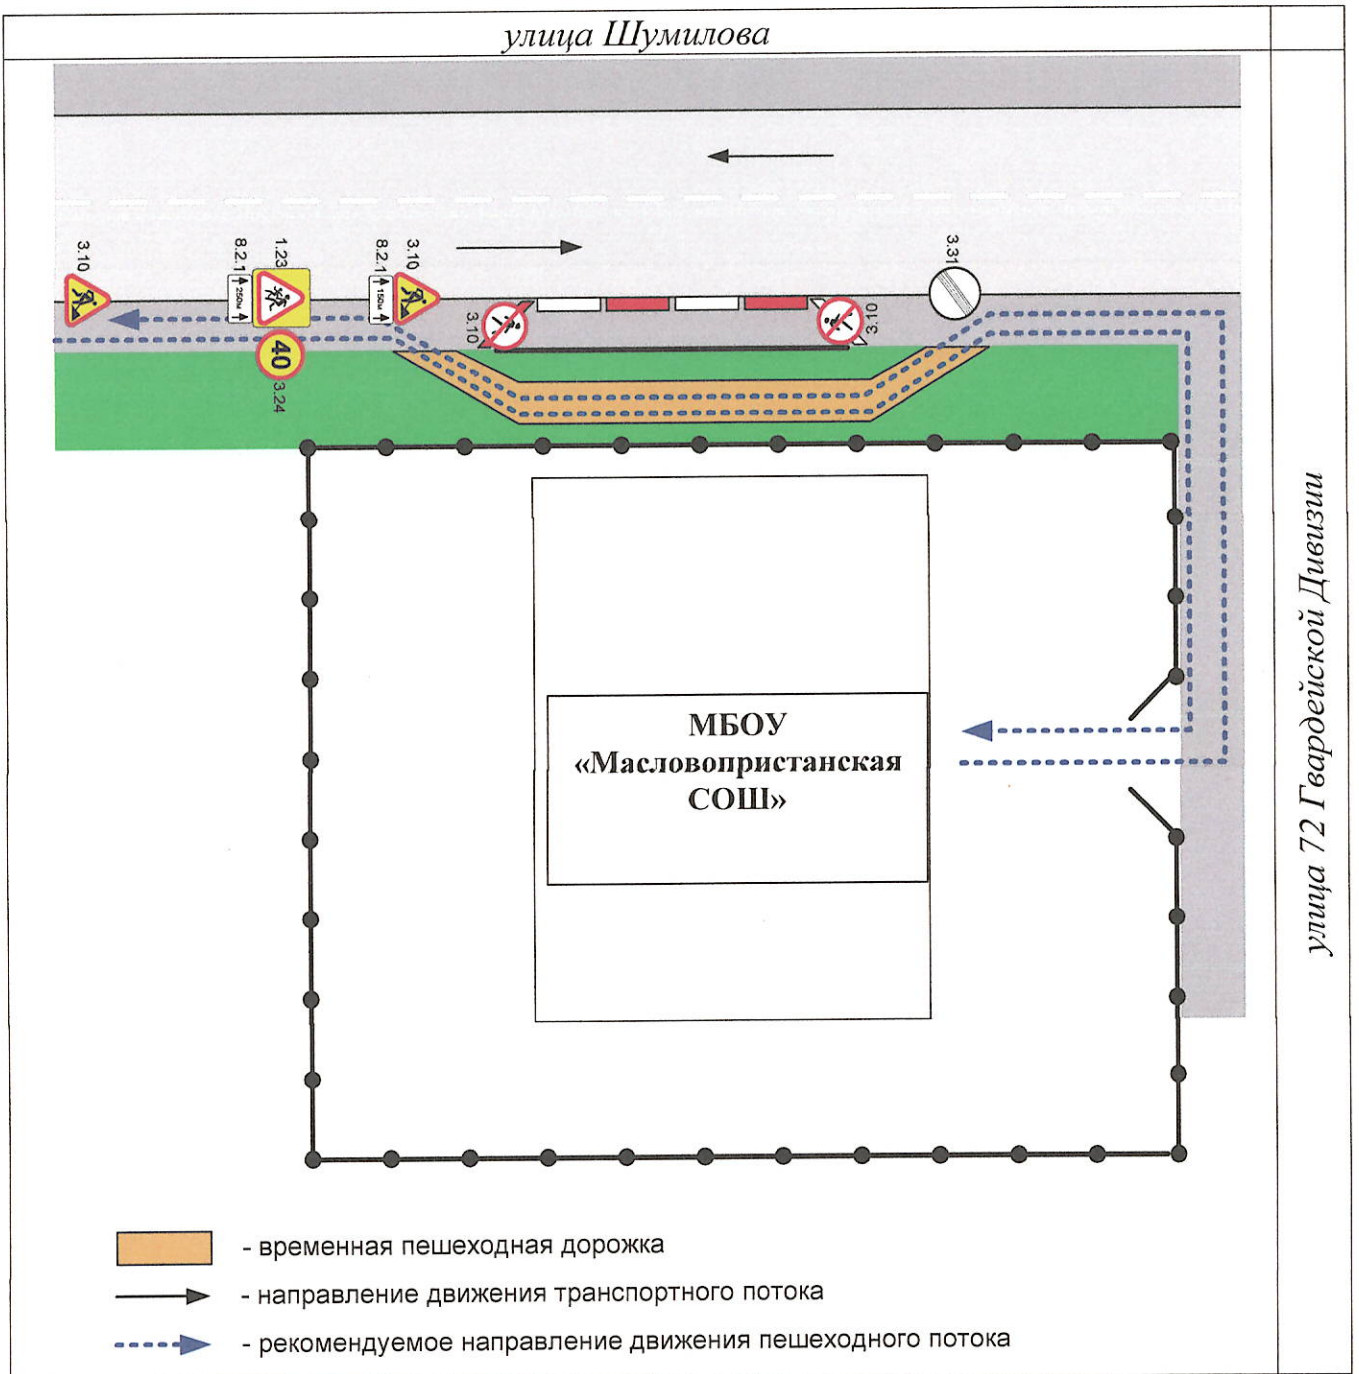 улица Шумилова
3.10
8.2.1
250м
1.23
40
3.24
8.2.1
150м
3.10
3.10
3.10
3.31
улица 72 Гвардейской Дивизии
МБОУ
«Масловопристанская
СОШ»
- временная пешеходная дорожка
- направление движения транспортного потока
- рекомендуемое направление движения пешеходного потока